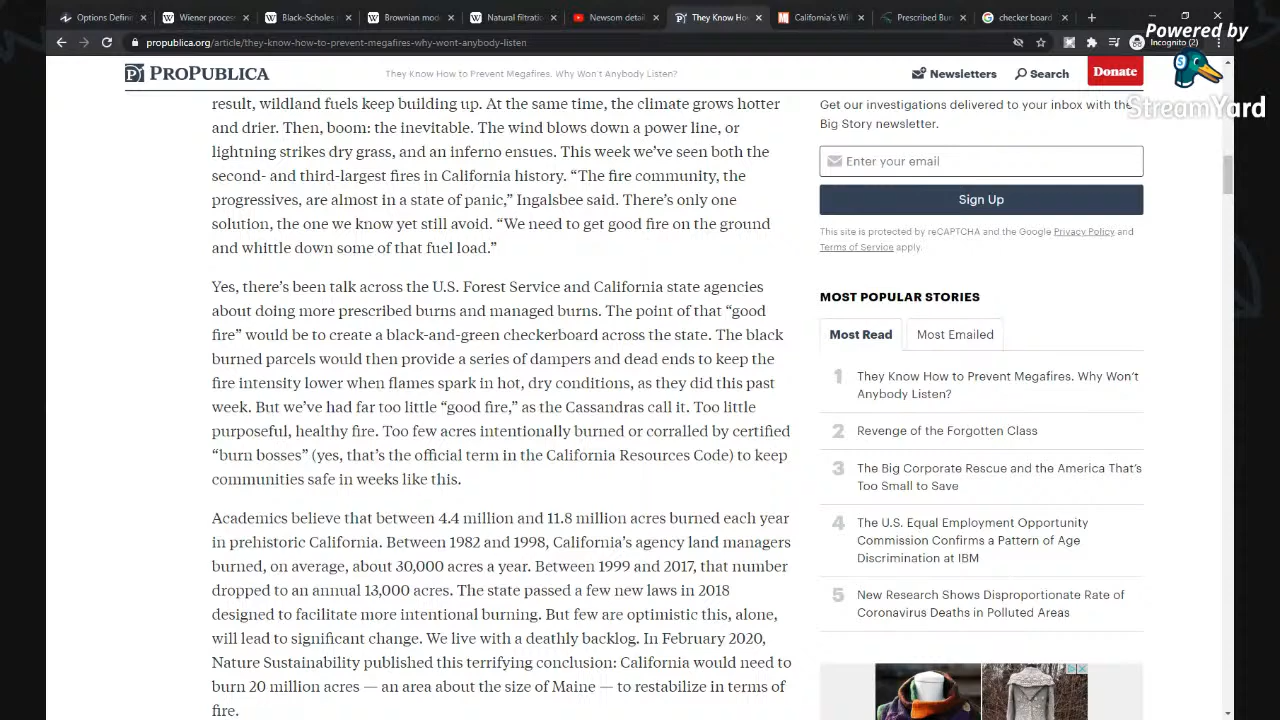 Options Defin
Wiener proces
Black–Scholes
Brownian mod
Natural filtrati
Newsom detail
They Know Ho
California's Wil
Prescribed Bur
checker board
propublica.org/article/they-know-how-to-prevent-megafires-why-wont-anybody-listen
Incognito (2)
Powered by
StreamYard
PROPUBLICA
They Know How to Prevent Megafires. Why Won't Anybody Listen?
Newsletters
Search
Donate
result, wildland fuels keep building up. At the same time, the climate grows hotter
and drier. Then, boom: the inevitable. The wind blows down a power line, or
lightning strikes dry grass, and an inferno ensues. This week we've seen both the
second- and third-largest fires in California history. “The fire community, the
progressives, are almost in a state of panic,” Ingalsbee said. There's only one
solution, the one we know yet still avoid. “We need to get good fire on the ground
and whittle down some of that fuel load.”
Yes, there's been talk across the U.S. Forest Service and California state agencies
about doing more prescribed burns and managed burns. The point of that “good
fire” would be to create a black-and-green checkerboard across the state. The black
burned parcels would then provide a series of dampers and dead ends to keep the
fire intensity lower when flames spark in hot, dry conditions, as they did this past
week. But we've had far too little “good fire,” as the Cassandras call it. Too little
purposeful, healthy fire. Too few acres intentionally burned or corralled by certified
“burn bosses” (yes, that's the official term in the California Resources Code) to keep
communities safe in weeks like this.
Academics believe that between 4.4 million and 11.8 million acres burned each year
in prehistoric California. Between 1982 and 1998, California's agency land managers
burned, on average, about 30,000 acres a year. Between 1999 and 2017, that number
dropped to an annual 13,000 acres. The state passed a few new laws in 2018
designed to facilitate more intentional burning. But few are optimistic this, alone,
will lead to significant change. We live with a deathly backlog. In February 2020,
Nature Sustainability published this terrifying conclusion: California would need to
burn 20 million acres — an area about the size of Maine — to restabilize in terms of
fire.
Get our investigations delivered to your inbox with the
Big Story newsletter.
Enter your email
Sign Up
This site is protected by reCAPTCHA and the Google Privacy Policy and
Terms of Service apply.
MOST POPULAR STORIES
Most Read
Most Emailed
1 They Know How to Prevent Megafires. Why Won't
Anybody Listen?
2 Revenge of the Forgotten Class
3 The Big Corporate Rescue and the America That's
Too Small to Save
4 The U.S. Equal Employment Opportunity
Commission Confirms a Pattern of Age
Discrimination at IBM
5 New Research Shows Disproportionate Rate of
Coronavirus Deaths in Polluted Areas